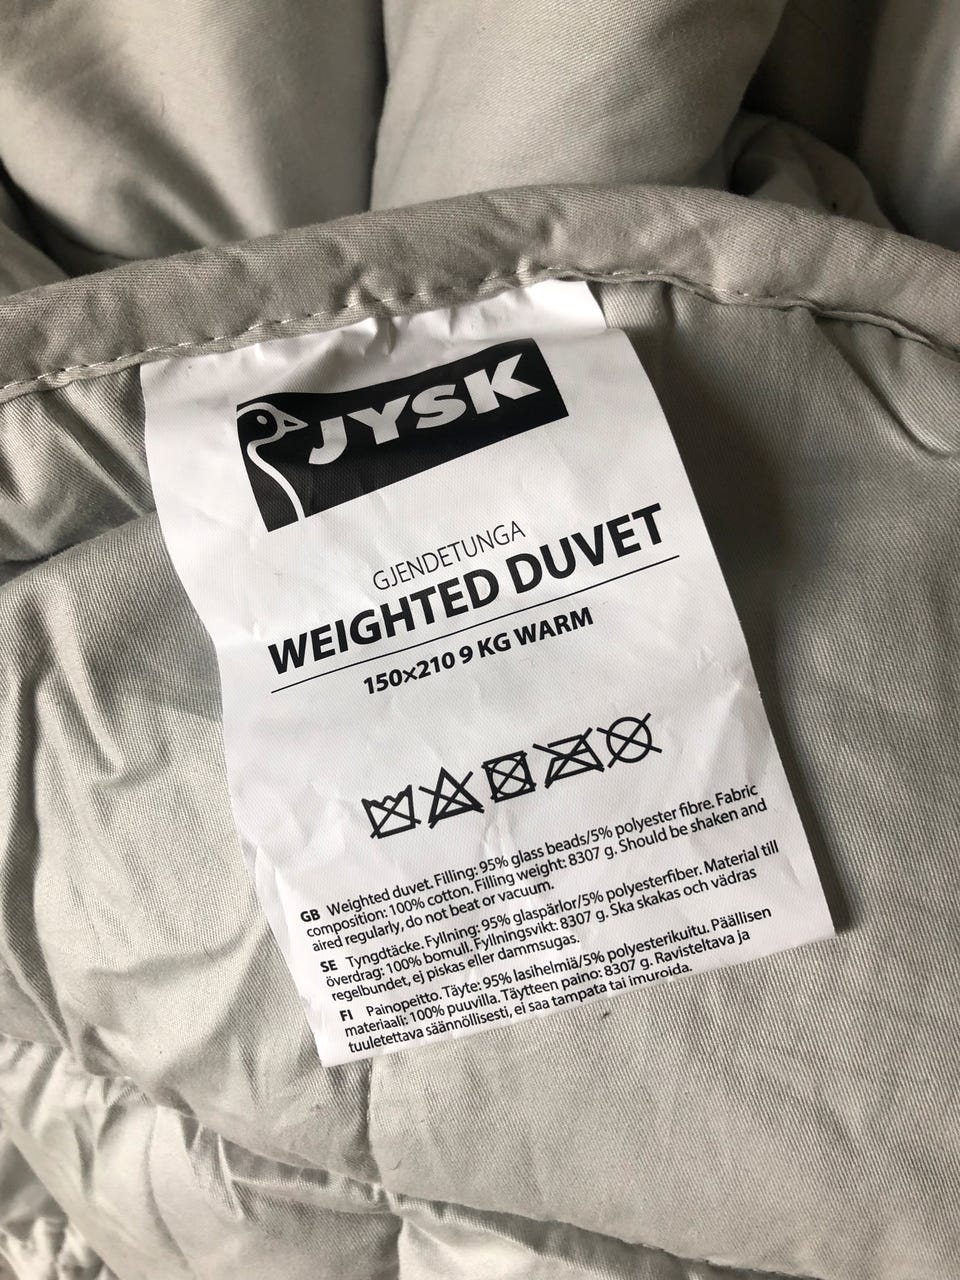 JYSK
GJENDETUNGA
WEIGHTED DUVET
150×210 9 KG WARM
GB Weighted duvet. Filling: 95% glass beads/5% polyester fibre. Fabric
composition: 100% cotton. Filling weight: 8307 g. Should be shaken and
aired regularly, do not beat or vacuum.
SE Tyngdtäcke. Fyllning: 95% glaspärlor/5% polyesterfiber. Material till
överdrag: 100% bomull. Fyllningsvikt: 8307 g. Ska skakas och vädras
regelbundet, ej piskas eller dammsugas.
FI Painopeitto. Täyte: 95% lasihelmiä/5% polyesterikuitu. Päällisen
materiaali: 100% puuvilla. Täytteen paino: 8307 g. Ravisteltava ja
tuuletettava säännöllisesti, ei saa tampata tai imuroida.